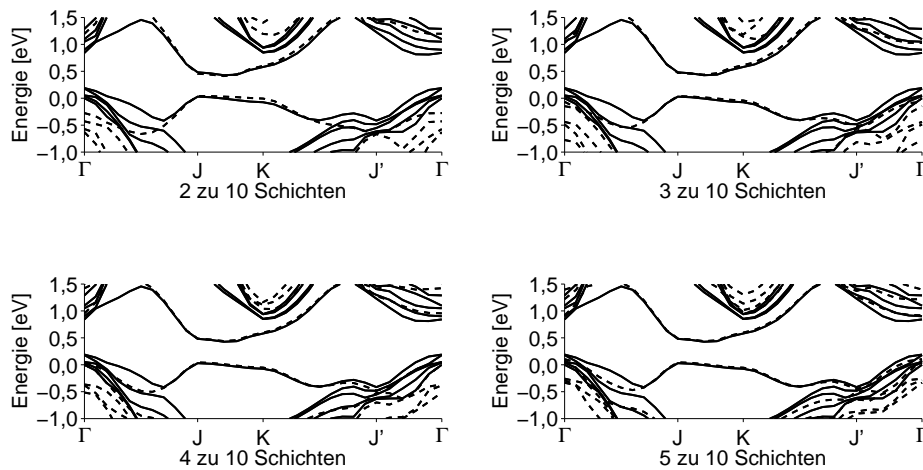 Energie [eV]
1,5
1,0
0,5
0,0
−0,5
−1,0
Γ J K J' Γ
2 zu 10 Schichten
Energie [eV]
1,5
1,0
0,5
0,0
−0,5
−1,0
Γ J K J' Γ
3 zu 10 Schichten
Energie [eV]
1,5
1,0
0,5
0,0
−0,5
−1,0
Γ J K J' Γ
4 zu 10 Schichten
Energie [eV]
1,5
1,0
0,5
0,0
−0,5
−1,0
Γ J K J' Γ
5 zu 10 Schichten